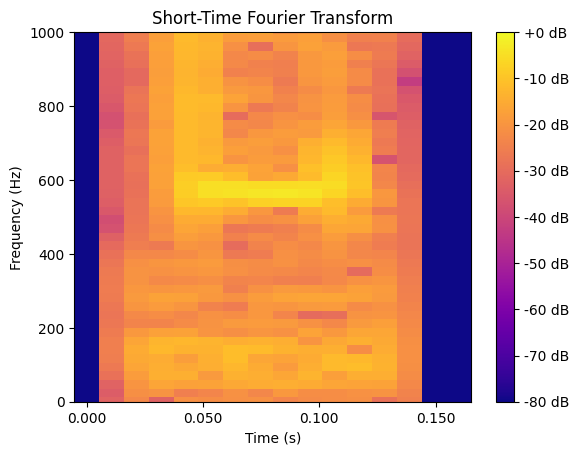 Short-Time Fourier Transform
1000
800
600
400
200
0
Frequency (Hz)
0.000
0.050
0.100
0.150
Time (s)
+0 dB
-10 dB
-20 dB
-30 dB
-40 dB
-50 dB
-60 dB
-70 dB
-80 dB